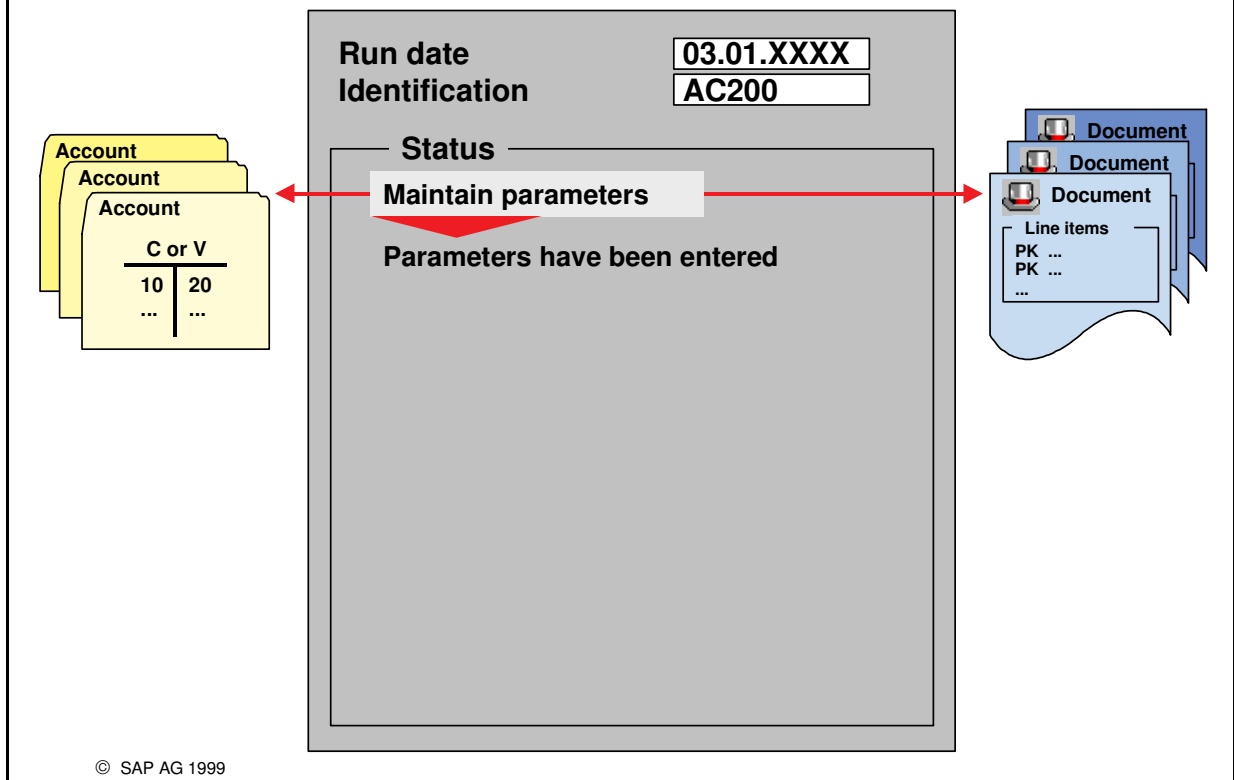 Run date 03.01.XXXX
Identification AC200
Status
Maintain parameters
Parameters have been entered
Account
Account
Account
C or V
10 20
... ...
Document
Document
Document
Line items
PK ...
PK ...
...
© SAP AG 1999